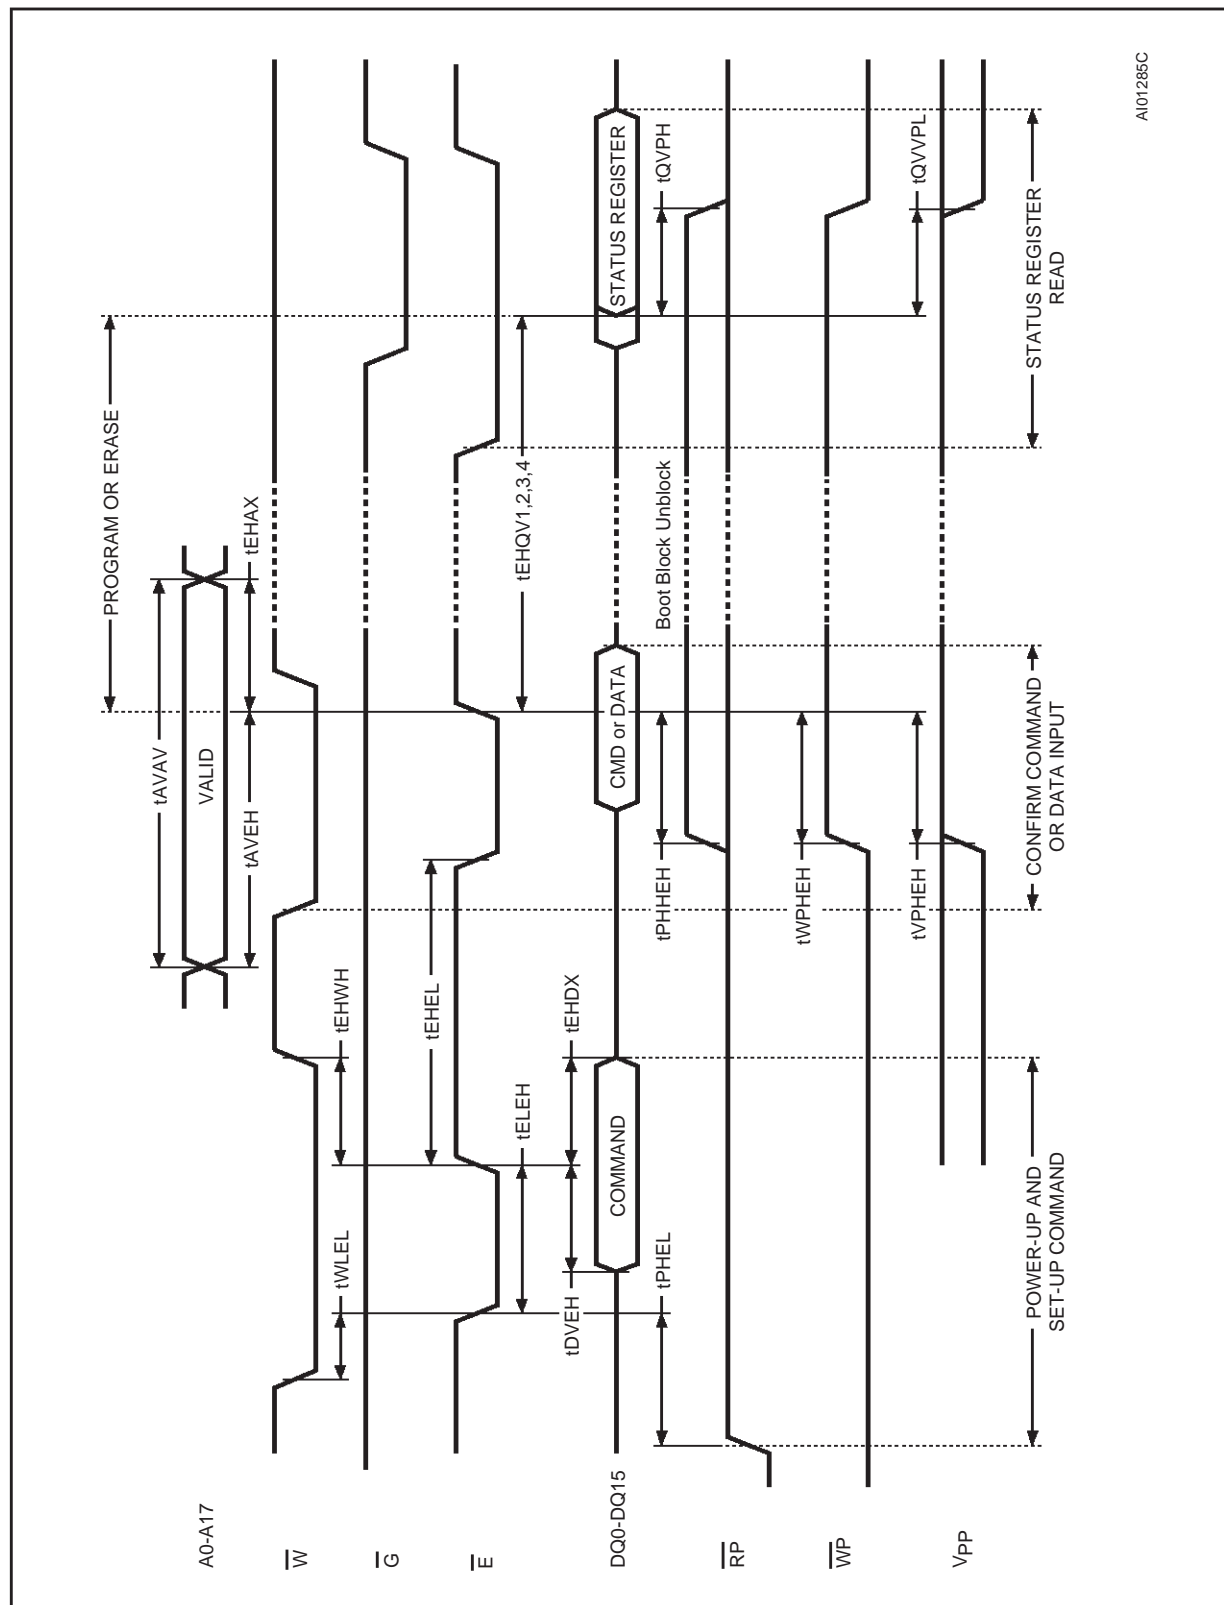 PROGRAM OR ERASE
tAVAV
A0-A17
VALID
tAVEH
tEHAX
W
tWLEL
tEHWH
G
tEHEL
E
tELEH
tEHQV1,2,3,4
tDVEH
tEHDX
DQ0-DQ15
COMMAND
CMD or DATA
STATUS REGISTER
tPHEL
tPHHEH
Boot Block Unblock
tQVPH
RP
tWPHEH
WP
tVPHEH
tQVVPL
VPP
POWER-UP AND
SET-UP COMMAND
CONFIRM COMMAND
OR DATA INPUT
STATUS REGISTER
READ
AI01285C